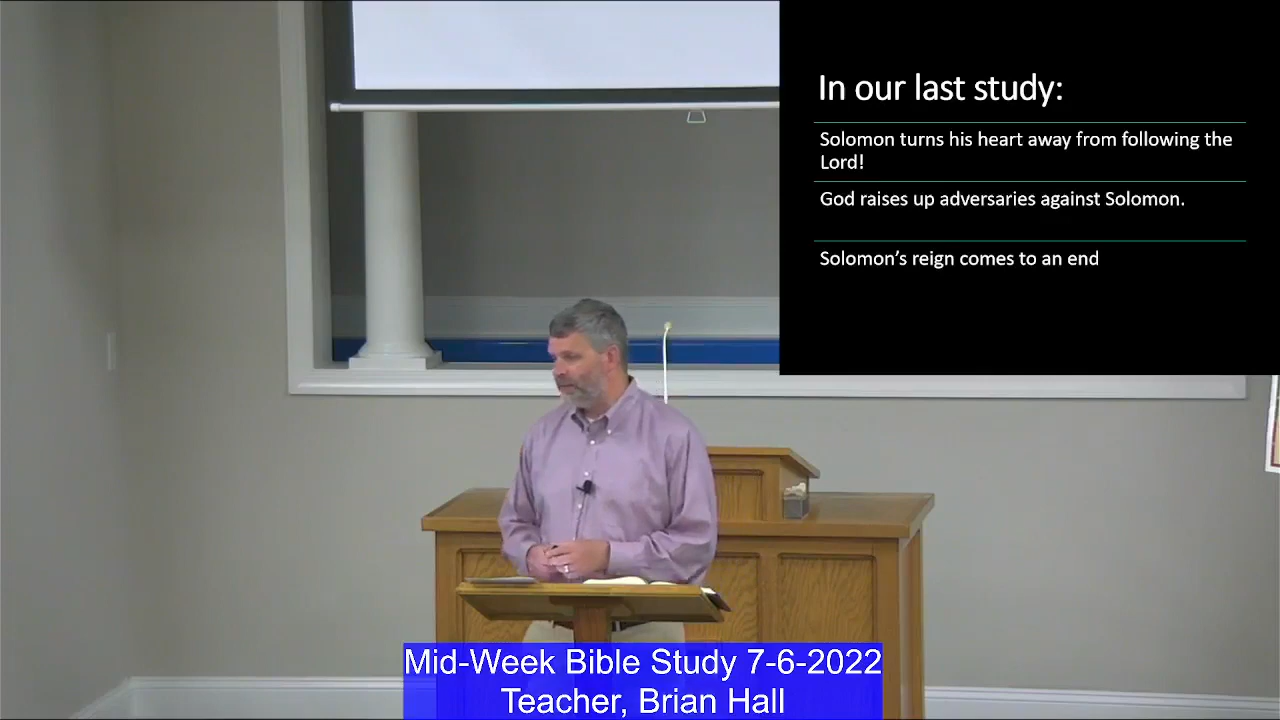 In our last study:
Solomon turns his heart away from following the
Lord!
God raises up adversaries against Solomon.
Solomon’s reign comes to an end
Mid-Week Bible Study 7-6-2022
Teacher, Brian Hall